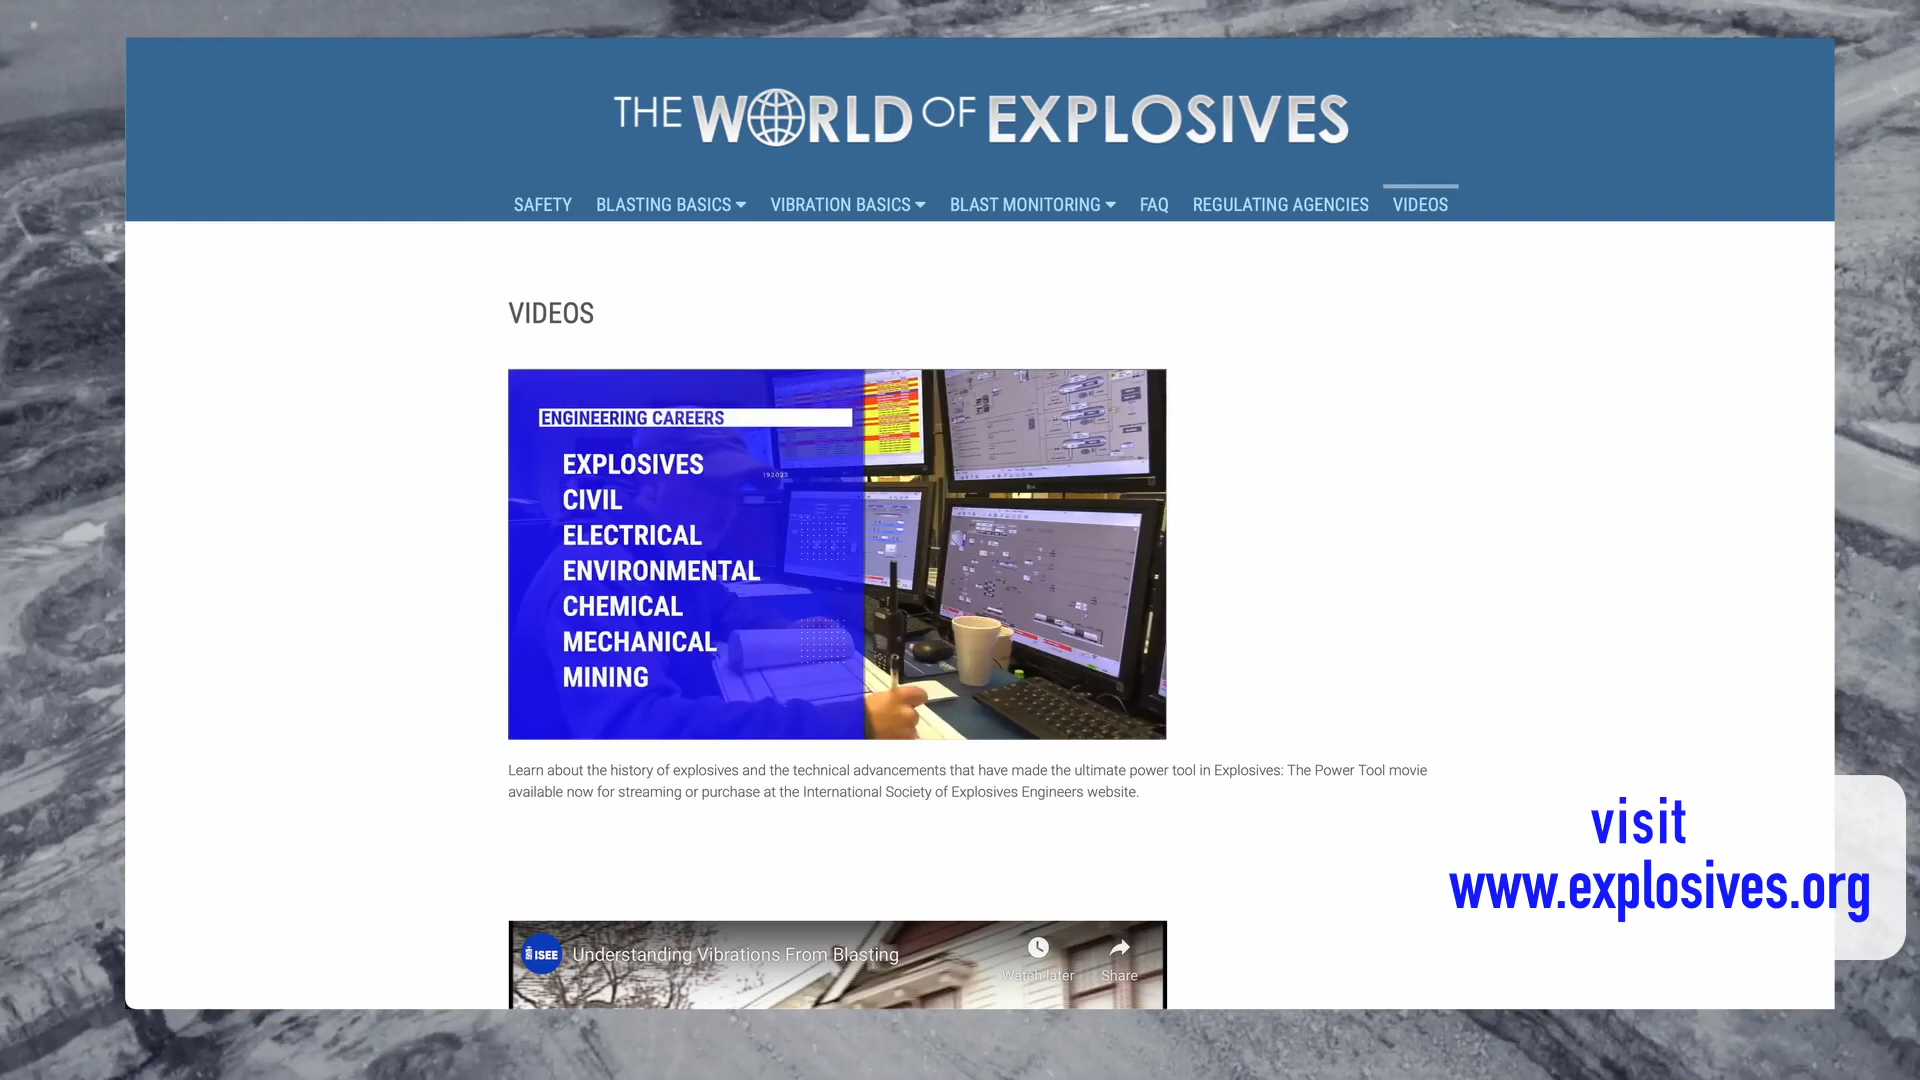 THE WORLD OF EXPLOSIVES
SAFETY BLASTING BASICS VIBRATION BASICS BLAST MONITORING FAQ REGULATING AGENCIES VIDEOS
VIDEOS
ENGINEERING CAREERS
EXPLOSIVES
192023
CIVIL
ELECTRICAL
ENVIRONMENTAL
CHEMICAL
MECHANICAL
MINING
Learn about the history of explosives and the technical advancements that have made the ultimate power tool in Explosives: The Power Tool movie
available now for streaming or purchase at the International Society of Explosives Engineers website.
visit
www.explosives.org
ISEE Understanding Vibrations From Blasting
Watch later Share